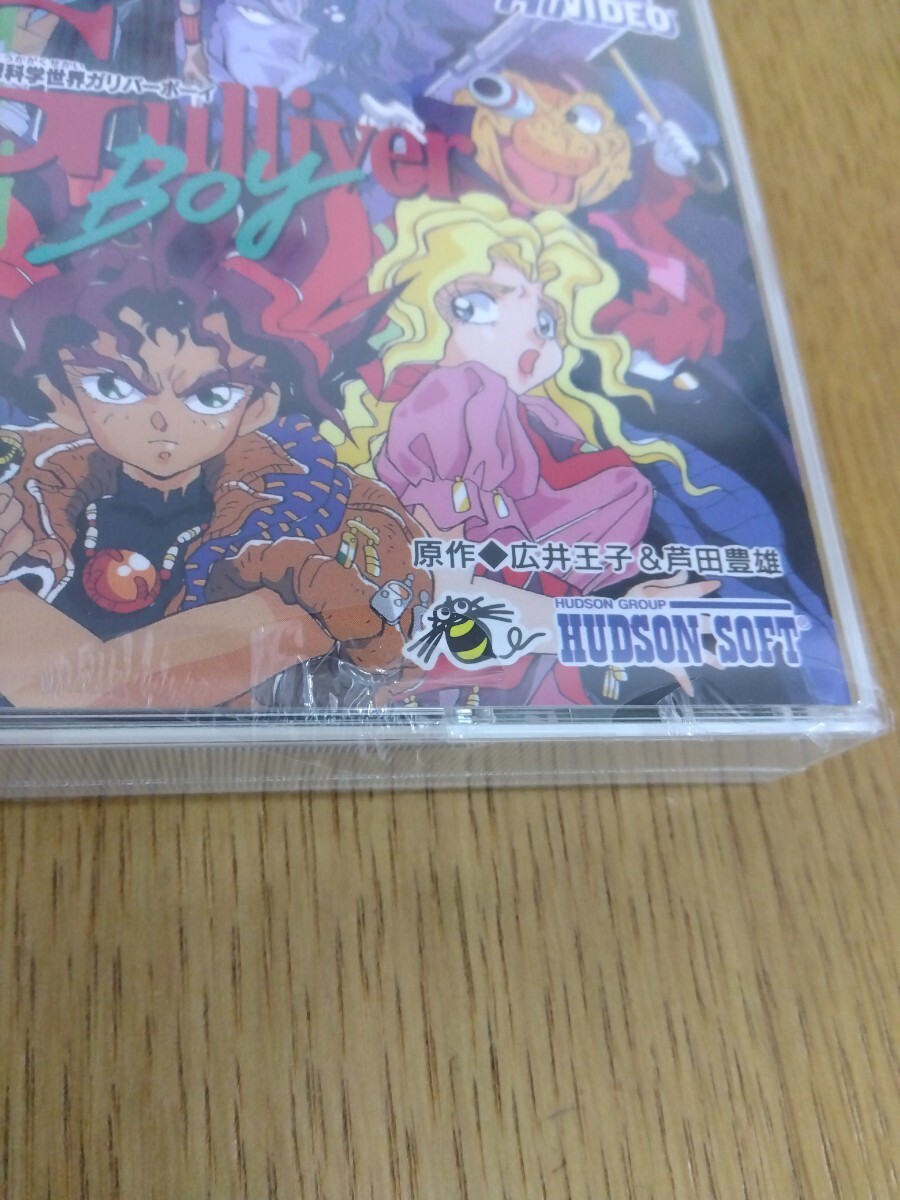 VIDEO
科学世界ガリバーボーイ
Gulliver
Boy
原作◆広井王子&芦田豊雄
HUDSON GROUP
HUDSON SOFT®